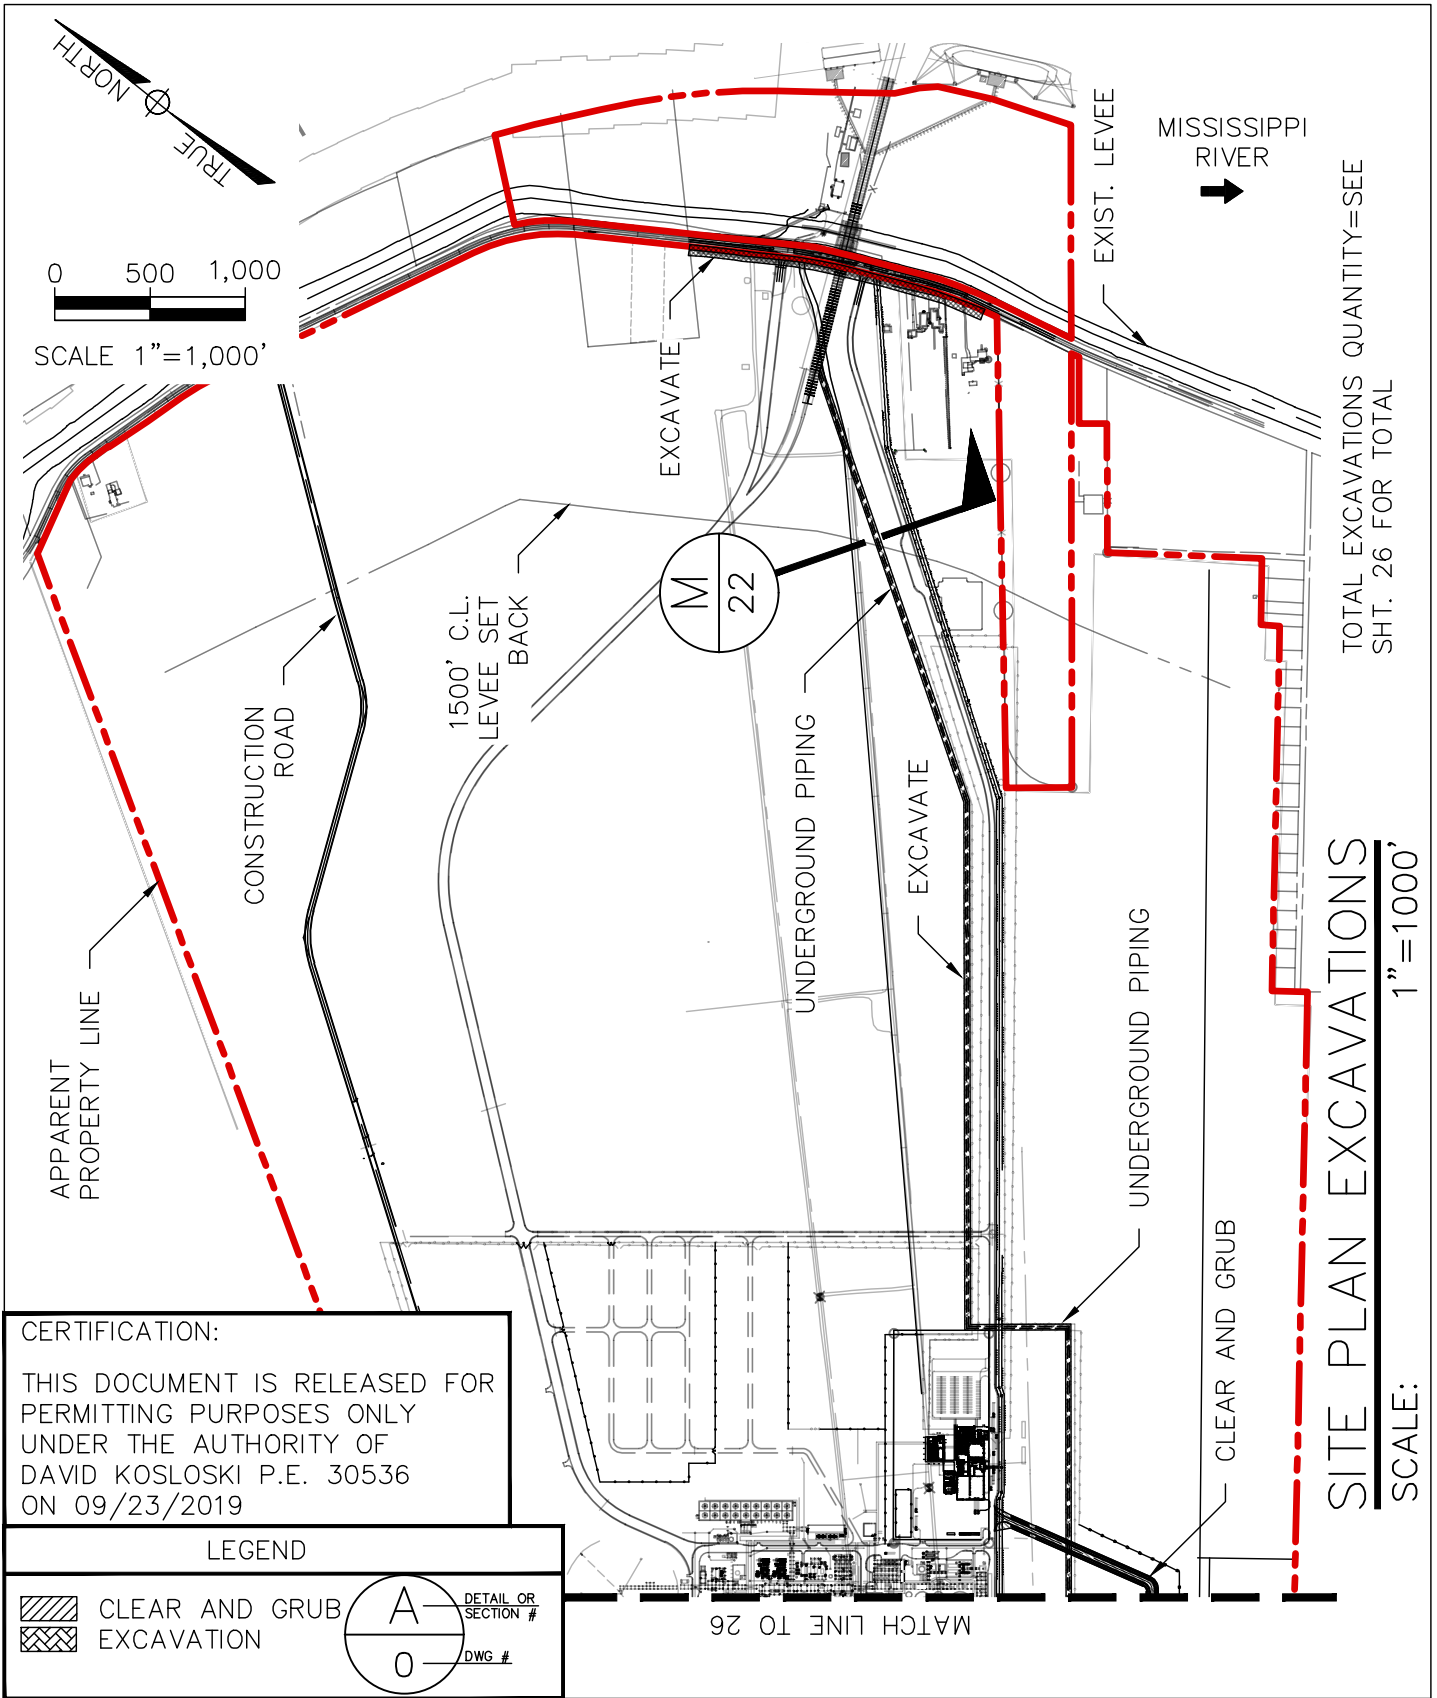 TRUE
NORTH
0 500 1,000
SCALE 1"=1,000'
MISSISSIPPI
RIVER
EXIST. LEVEE
TOTAL EXCAVATIONS QUANTITY=SEE
SHT. 26 FOR TOTAL
EXCAVATE
1500' C.L.
LEVEE SET
BACK
M
22
CONSTRUCTION
ROAD
UNDERGROUND PIPING
EXCAVATE
APPARENT
PROPERTY LINE
UNDERGROUND PIPING
CLEAR AND GRUB
SITE PLAN EXCAVATIONS
SCALE: 1"=1000'
CERTIFICATION:
THIS DOCUMENT IS RELEASED FOR
PERMITTING PURPOSES ONLY
UNDER THE AUTHORITY OF
DAVID KOSLOSKI P.E. 30536
ON 09/23/2019
LEGEND
CLEAR AND GRUB
EXCAVATION
A
0
DETAIL OR
SECTION #
DWG #
MATCH LINE TO 26